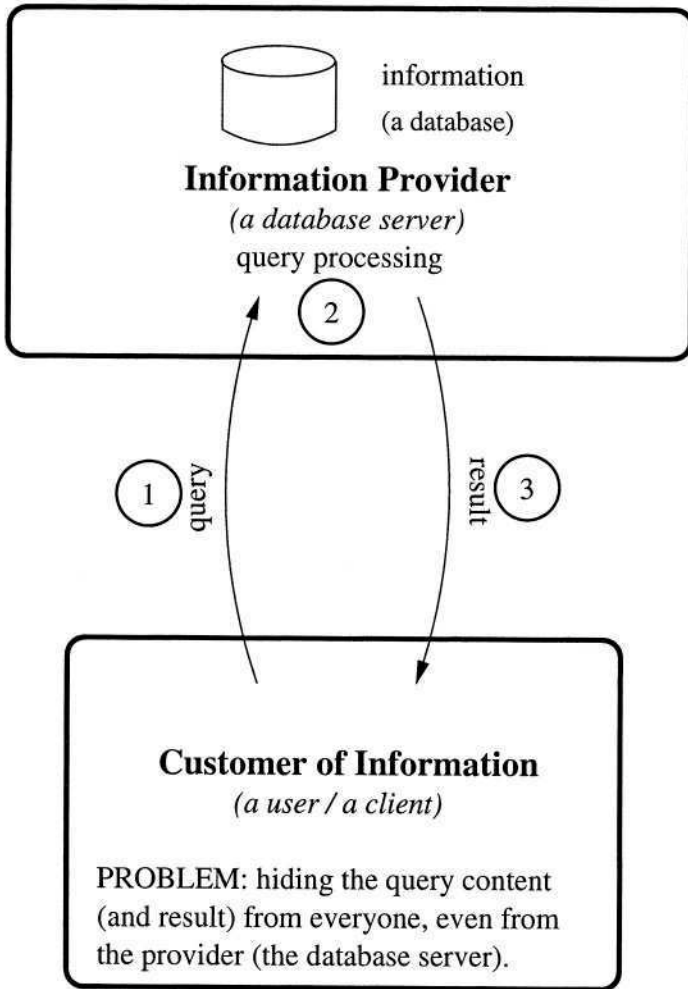 information
(a database)
Information Provider
(a database server)
query processing
2
1
query
result
3
Customer of Information
(a user / a client)
PROBLEM: hiding the query content
(and result) from everyone, even from
the provider (the database server).